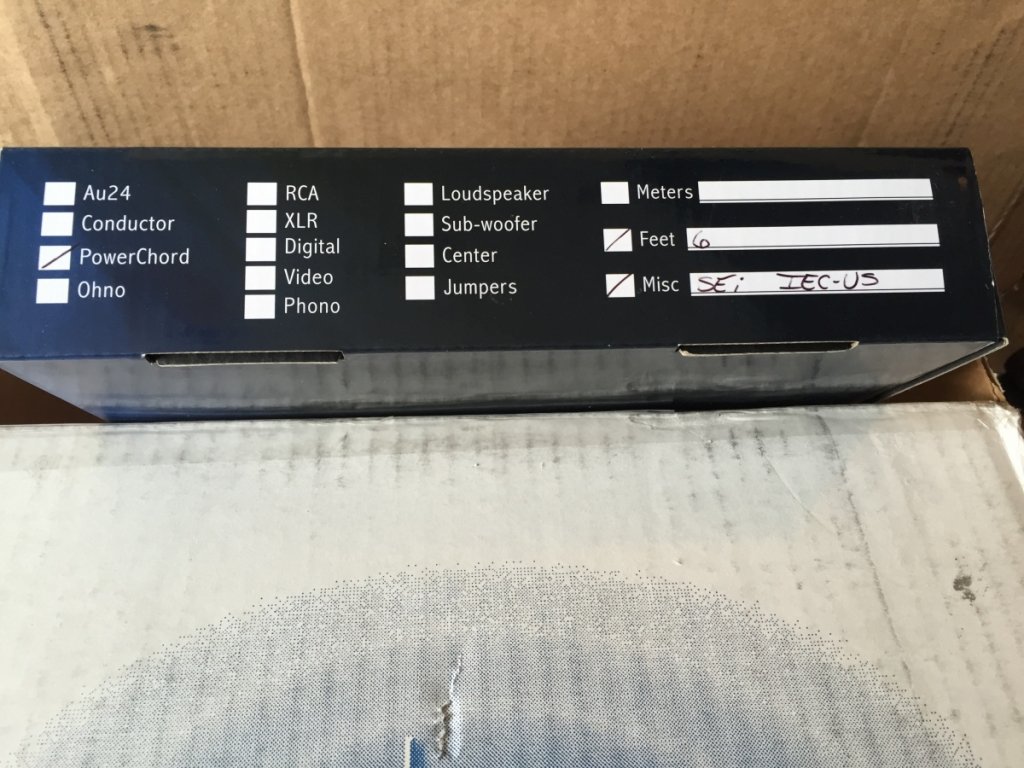 Au24
Conductor
PowerChord
Ohno
RCA
XLR
Digital
Video
Phono
Loudspeaker
Sub-woofer
Center
Jumpers
Meters
Feet 6
Misc SEi IEC-US